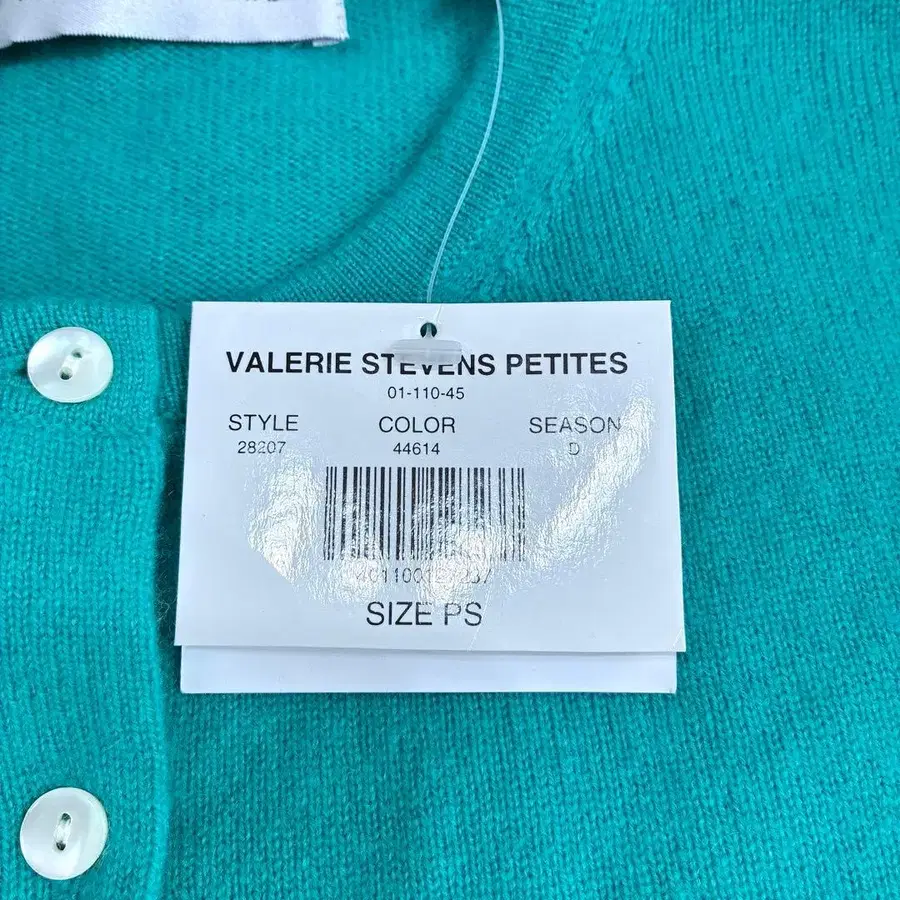 VALERIE STEVENS PETITES
01-110-45
STYLE COLOR SEASON
28207 44614 D
SIZE PS